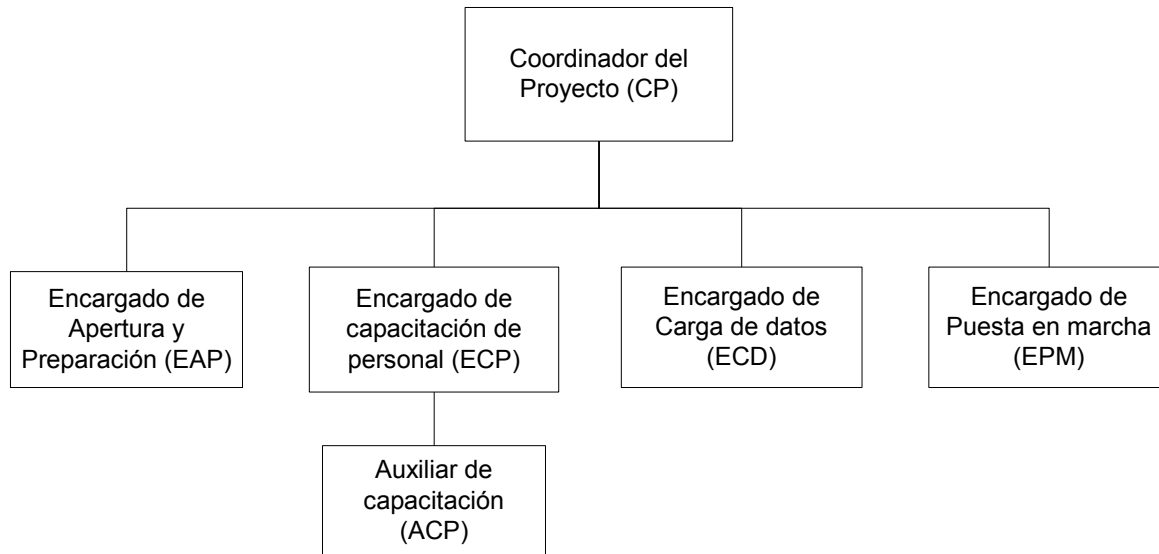 Coordinador del
Proyecto (CP)
Encargado de
Apertura y
Preparación (EAP)
Encargado de
capacitación de
personal (ECP)
Encargado de
Carga de datos
(ECD)
Encargado de
Puesta en marcha
(EPM)
Auxiliar de
capacitación
(ACP)